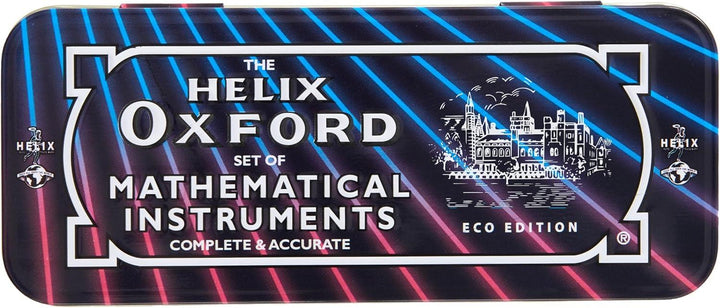 THE
HELIX
OXFORD
SET OF
MATHEMATICAL
INSTRUMENTS
COMPLETE & ACCURATE
HELIX
ECO EDITION
®
HELIX